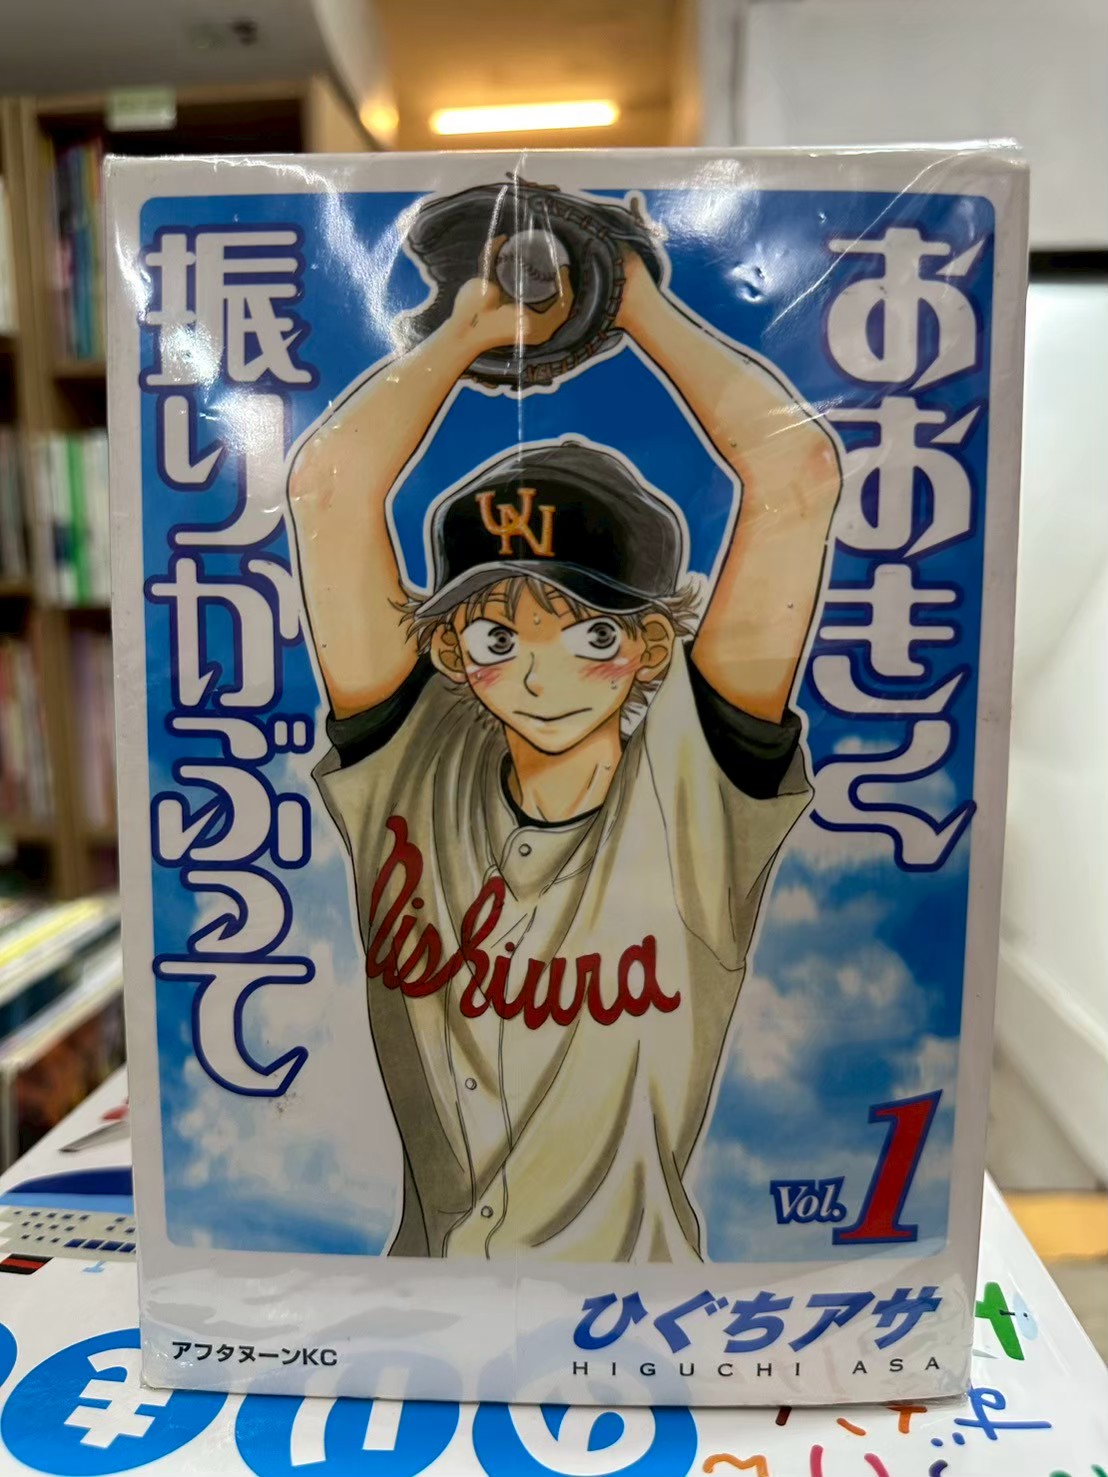 おおきく
振りかぶって
NW
Nishiura
Vol.1
ひぐちアサ
HIGUCHI ASA
アフタヌーンKC